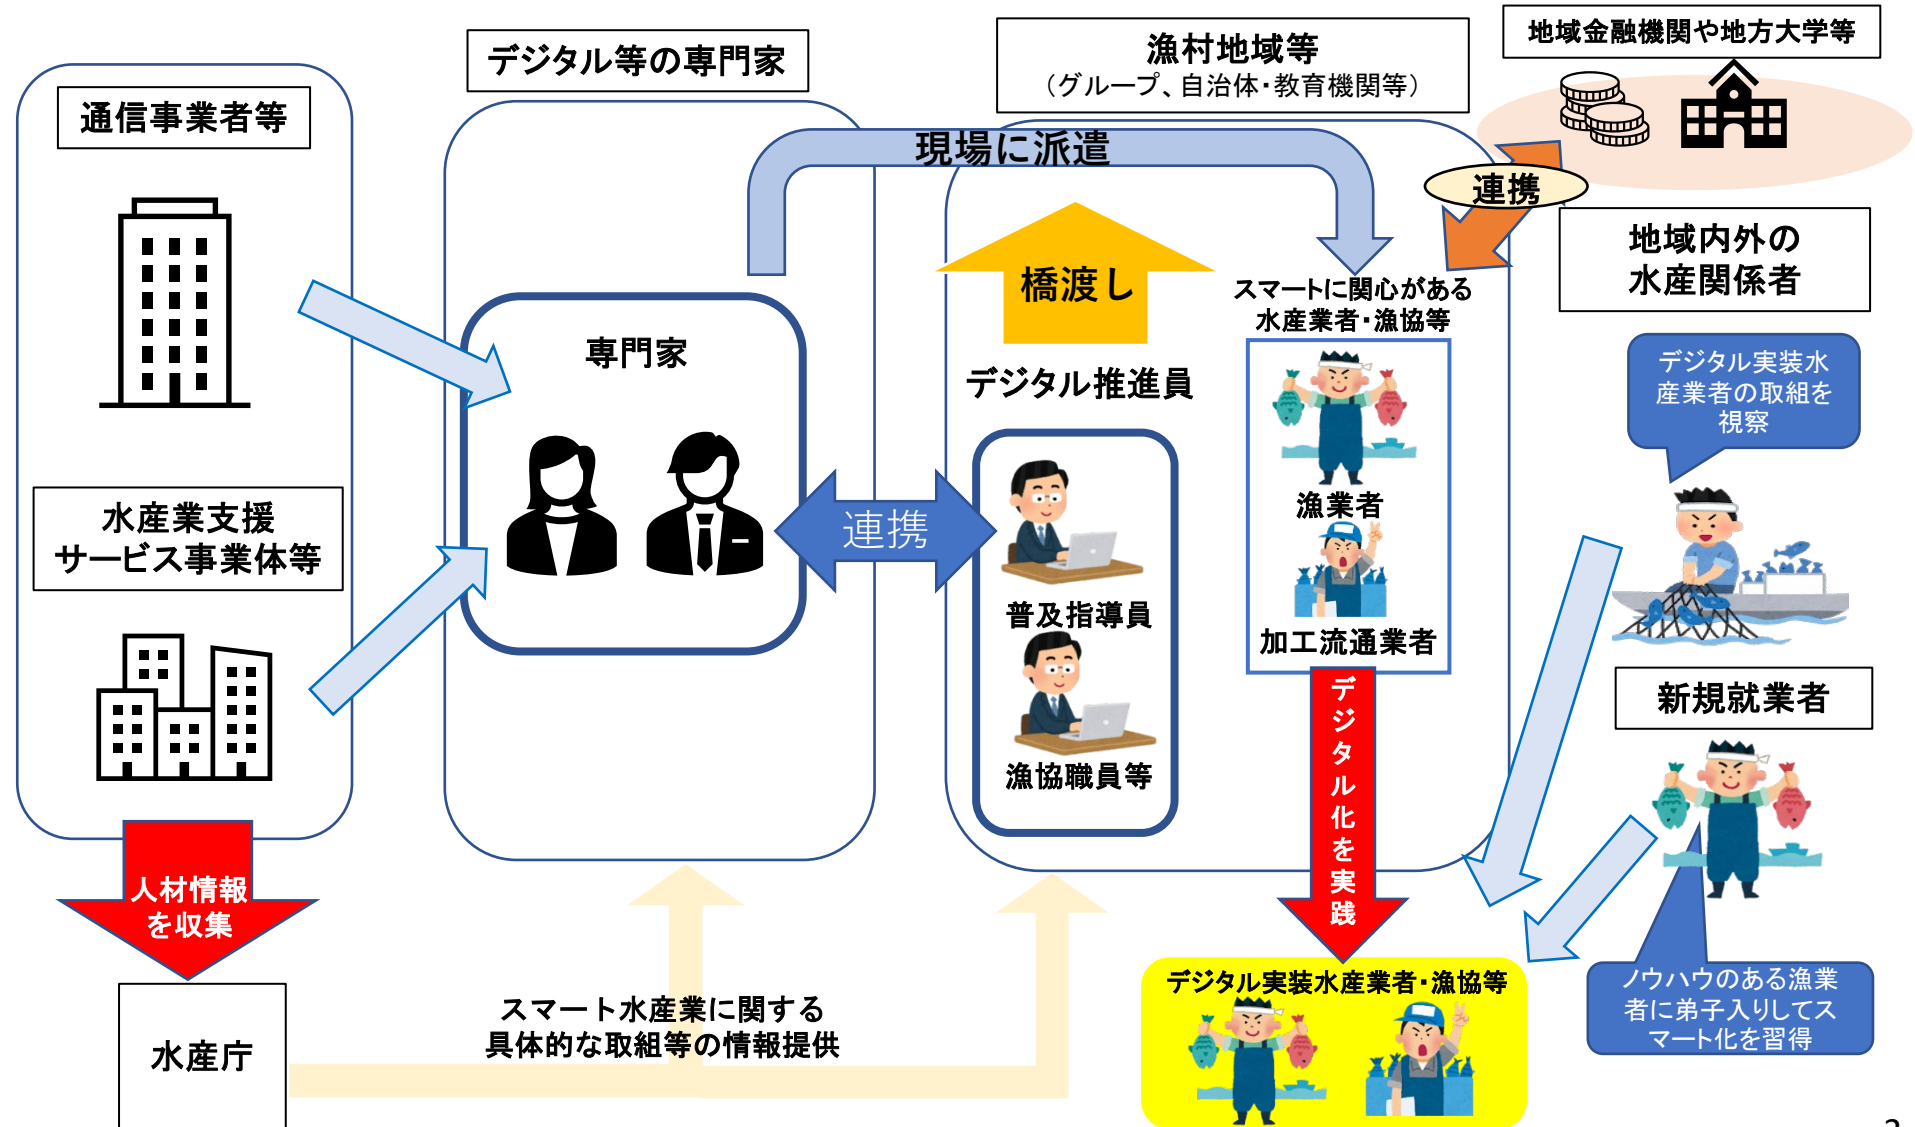 通信事業者等
水産業支援
サービス事業体等
人材情報
を収集
水産庁
デジタル等の専門家
専門家
連携
スマート水産業に関する
具体的な取組等の情報提供
漁村地域等
（グループ、自治体・教育機関等）
現場に派遣
橋渡し
デジタル推進員
普及指導員
漁協職員等
スマートに関心がある
水産業者・漁協等
漁業者
加工流通業者
デジタル化を実践
デジタル実装水産業者・漁協等
地域金融機関や地方大学等
連携
地域内外の
水産関係者
デジタル実装水
産業者の取組を
視察
新規就業者
ノウハウのある漁業
者に弟子入りしてス
マート化を習得